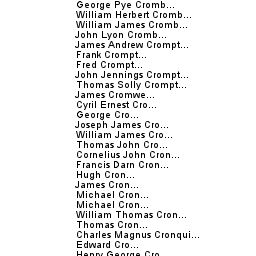 George Pye Cromb...
William Herbert Cromb...
William James Cromb...
John Lyon Cromb...
James Andrew Crompt...
Frank Crompt...
Fred Crompt...
John Jennings Crompt...
Thomas Solly Crompt...
James Cromwe...
Cyril Ernest Cro...
George Cro...
Joseph James Cro...
William James Cro...
Thomas John Cro...
Cornelius John Cron...
Francis Darn Cron...
Hugh Cron...
James Cron...
Michael Cron...
Michael Cron...
William Thomas Cron...
Thomas Cron...
Charles Magnus Cronqui...
Edward Cro...
Henry George Cro